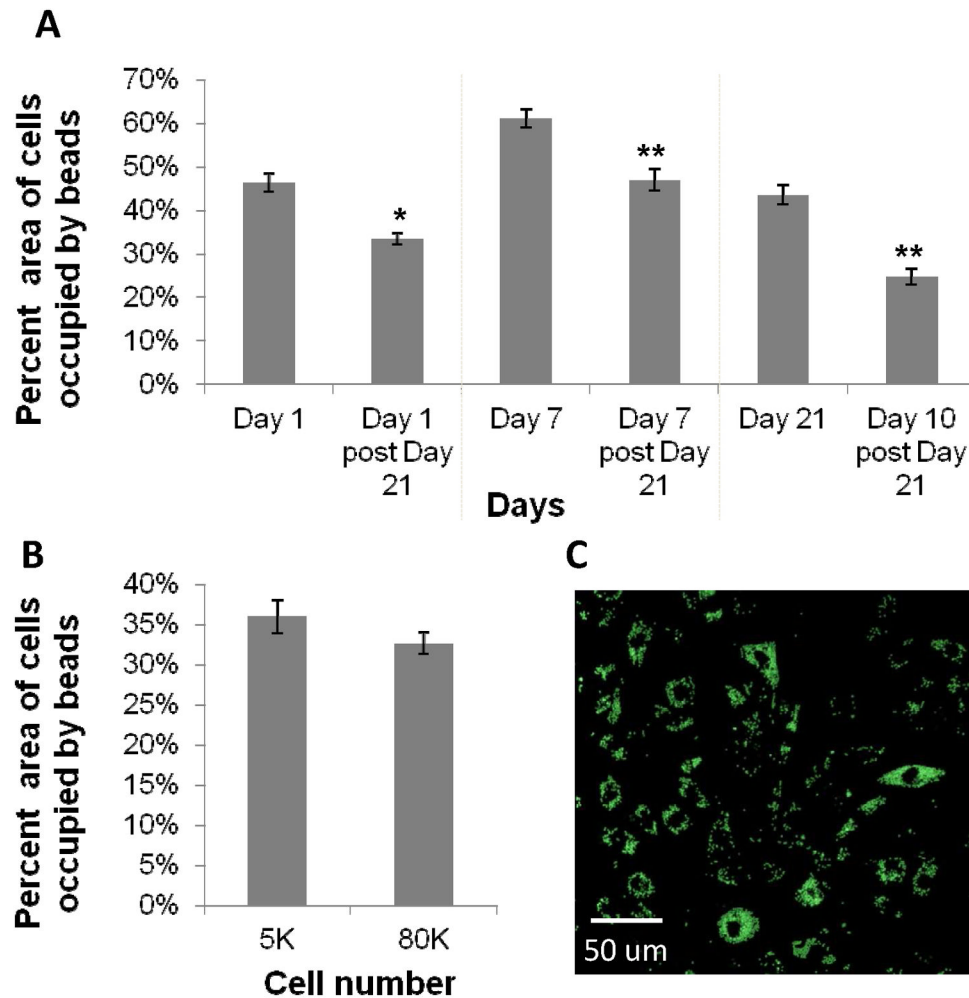 A
Percent area of cells
occupied by beads
70%
60%
50%
40%
30%
20%
10%
0%
*
**
**
Day 1
Day 1
post Day
21
Day 7
Day 7
post Day
21
Day 21
Day 10
post Day
21
Days
B
Percent area of cells
occupied by beads
40%
35%
30%
25%
20%
15%
10%
5%
0%
5K
80K
Cell number
C
50 um